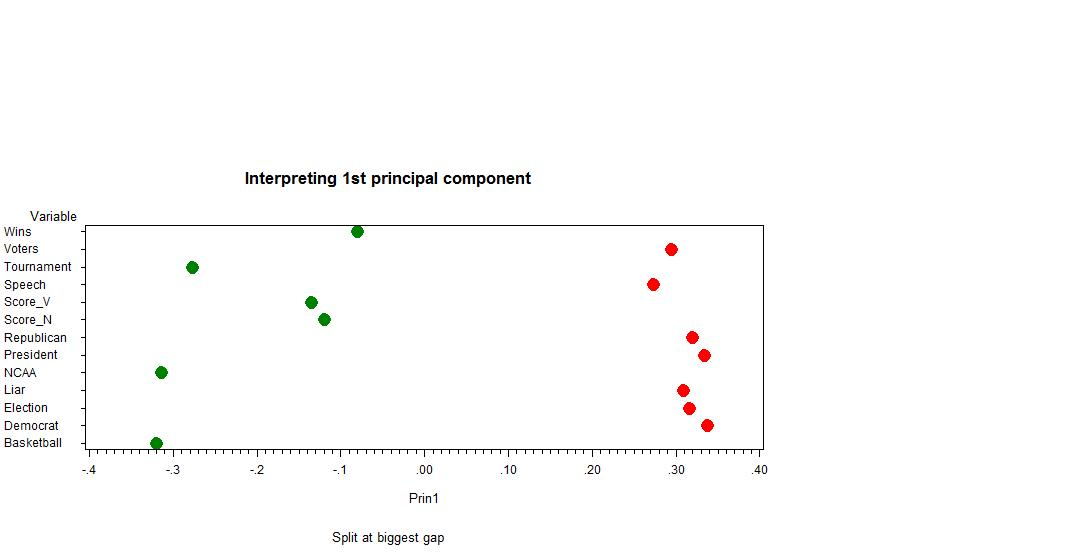 Interpreting 1st principal component
Variable
Wins
Voters
Tournament
Speech
Score_V
Score_N
Republican
President
NCAA
Liar
Election
Democrat
Basketball
-.4 -.3 -.2 -.1 .00 .10 .20 .30 .40
Prin1
Split at biggest gap